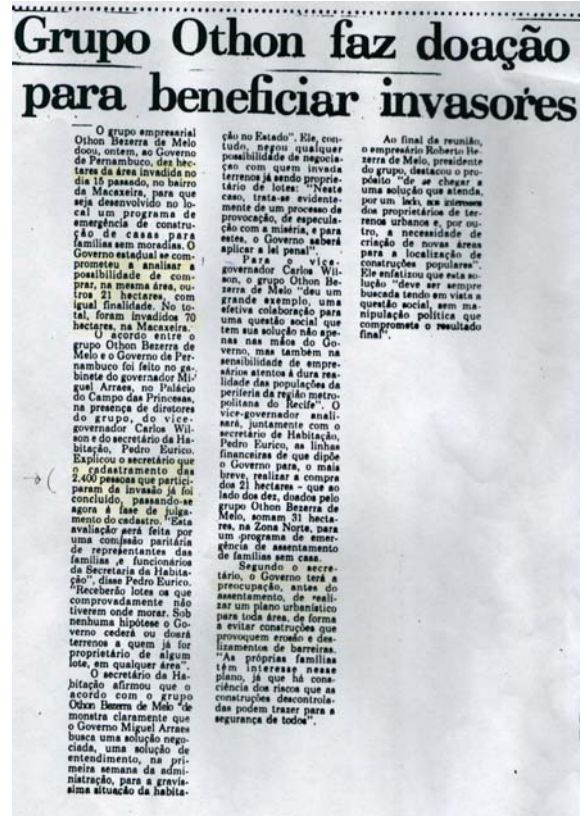 Grupo Othon faz doação
para beneficiar invasores
O grupo empresarial
Othon Bezerra de Melo
doou, ontem, ao Governo
de Pernambuco, dez hec-
tares da área invadida no
dia 15 passado, no bairro
da Macaxeira, para que
seja desenvolvido no lo-
cal um programa de
emergência de constru-
ção de casas para
famílias sem moradias. O
Governo estadual se com-
prometeu a analisar a
possibilidade de com-
prar, na mesma área, ou-
tros 21 hectares, com
igual finalidade. No to-
tal, foram invadidos 70
hectares, na Macaxeira.
O acordo entre o
grupo Othon Bezerra de
Melo e o Governo de Per-
nambuco foi feito no ga-
binete do governador Mi-
guel Arraes, no Palácio
do Campo das Princesas,
na presença de diretores
do grupo, do vice-
governador Carlos Wil-
son e do secretário da Ha-
bitação, Pedro Eurico.
Explicou o secretário que
o cadastramento das
2.400 pessoas que partici-
param da invasão já foi
concluído, passando-se
agora à fase de julga-
mento do cadastro. "Esta
avaliação será feita por
uma comissão paritária
de representantes das
famílias e funcionários
da Secretaria da Habita-
ção", disse Pedro Eurico.
"Receberão lotes os que
comprovadamente não
tiverem onde morar. Sob
nenhuma hipótese o Go-
verno cederá ou doará
terrenos a quem já for
proprietário de algum
lote, em qualquer área".
O secretário da Ha-
bitação afirmou que o
acordo com o grupo
Othon Bezerra de Melo "de
monstra claramente que
o Governo Miguel Arraes
busca uma solução nego-
ciada, uma solução de
entendimento, na pri-
meira semana da admi-
nistração, para a gravís-
sima situação da habita-
ção no Estado". Ele, con-
tudo, negou qualquer
possibilidade de negocia-
ção com quem invada
terrenos já sendo proprie-
tário de lotes: "Neste
caso, trata-se evidente-
mente de um processo de
provocação, de especula-
ção com a miséria, e para
estes, o Governo saberá
aplicar a lei penal".
Para o vice-
governador Carlos Wil-
son, o grupo Othon Be-
zerra de Melo "deu um
grande exemplo, uma
efetiva colaboração para
uma questão social que
tem sua solução não ape-
nas nas mãos do Go-
verno, mas também na
sensibilidade de empre-
sários atentos à dura rea-
lidade das populações da
periferia da região metro-
politana do Recife". O
vice-governador anali-
sará, juntamente com o
secretário de Habitação,
Pedro Eurico, as linhas
financeiras de que dipõe
o Governo para, o mais
breve, realizar a compra
dos 21 hectares - que ao
lado dos dez, doados pelo
grupo Othon Bezerra de
Melo, somam 31 hecta-
res, na Zona Norte, para
um programa de emer-
gência de assentamento
de famílias sem casa.
Segundo o secre-
tário, o Governo terá a
preocupação, antes do
assentamento, de reali-
zar um plano urbanístico
para toda área, de forma
a evitar construções que
provoquem erosão e des-
lizamentos de barreiras.
"As próprias famílias
têm interesse nesse
plano, já que há cons-
ciência dos riscos que as
construções descontrola-
das podem trazer para a
segurança de todos".
Ao final da reunião,
o empresário Roberto Be-
zerra de Melo, presidente
do grupo, destacou o pro-
pósito "de se chegar a
uma solução que atenda,
por um lado, aos interesses
dos proprietários de ter-
renos urbanos e, por ou-
tro, a necessidade de
criação de novas áreas
para a localização de
construções populares".
Ele enfatizou que esta so-
lução "deve ser sempre
buscada tendo em vista a
questão social, sem ma-
nipulação política que
comprometa o resultado
final".